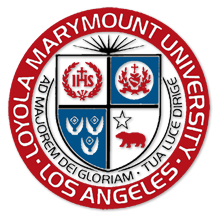 LOYOLA MARYMOUNT UNIVERSITY
• LOS ANGELES •
AD MAJOREM DEI GLORIAM • TUA LUCE DIRIGE
IHS